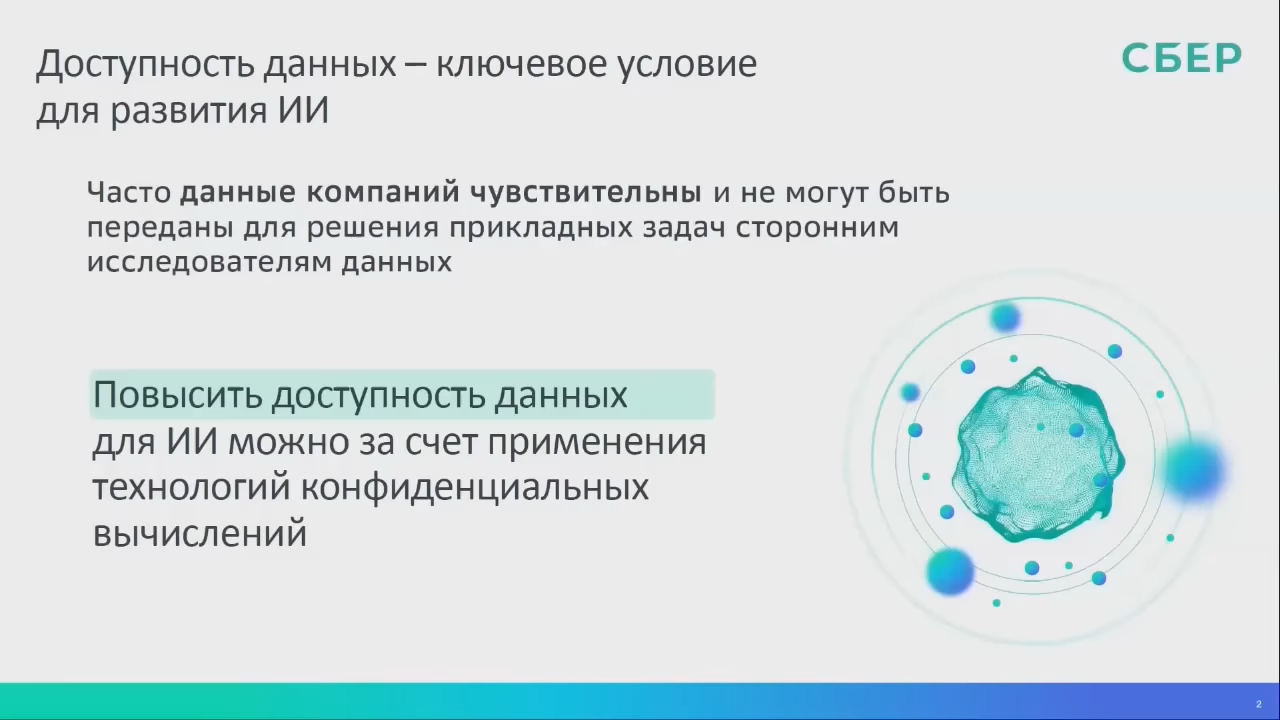 Доступность данных – ключевое условие
для развития ИИ
СБЕР
Часто данные компаний чувствительны и не могут быть
переданы для решения прикладных задач сторонним
исследователям данных
Повысить доступность данных
для ИИ можно за счет применения
технологий конфиденциальных
вычислений
2